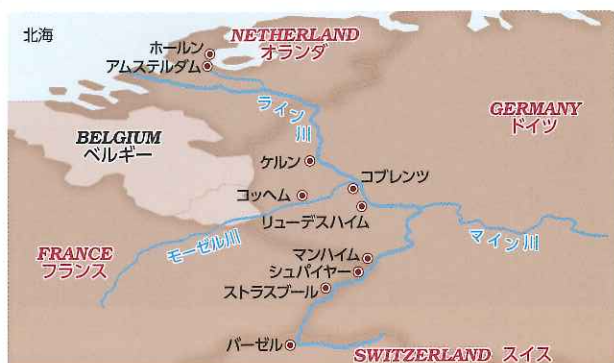 北海
ホールン
アムステルダム
NETHERLAND
オランダ
ライン川
GERMANY
ドイツ
BELGIUM
ベルギー
ケルン
コブレンツ
コッヘム
リューデスハイム
モーゼル川
マイン川
FRANCE
フランス
マンハイム
シュパイヤー
ストラスブール
バーゼル
SWITZERLAND スイス